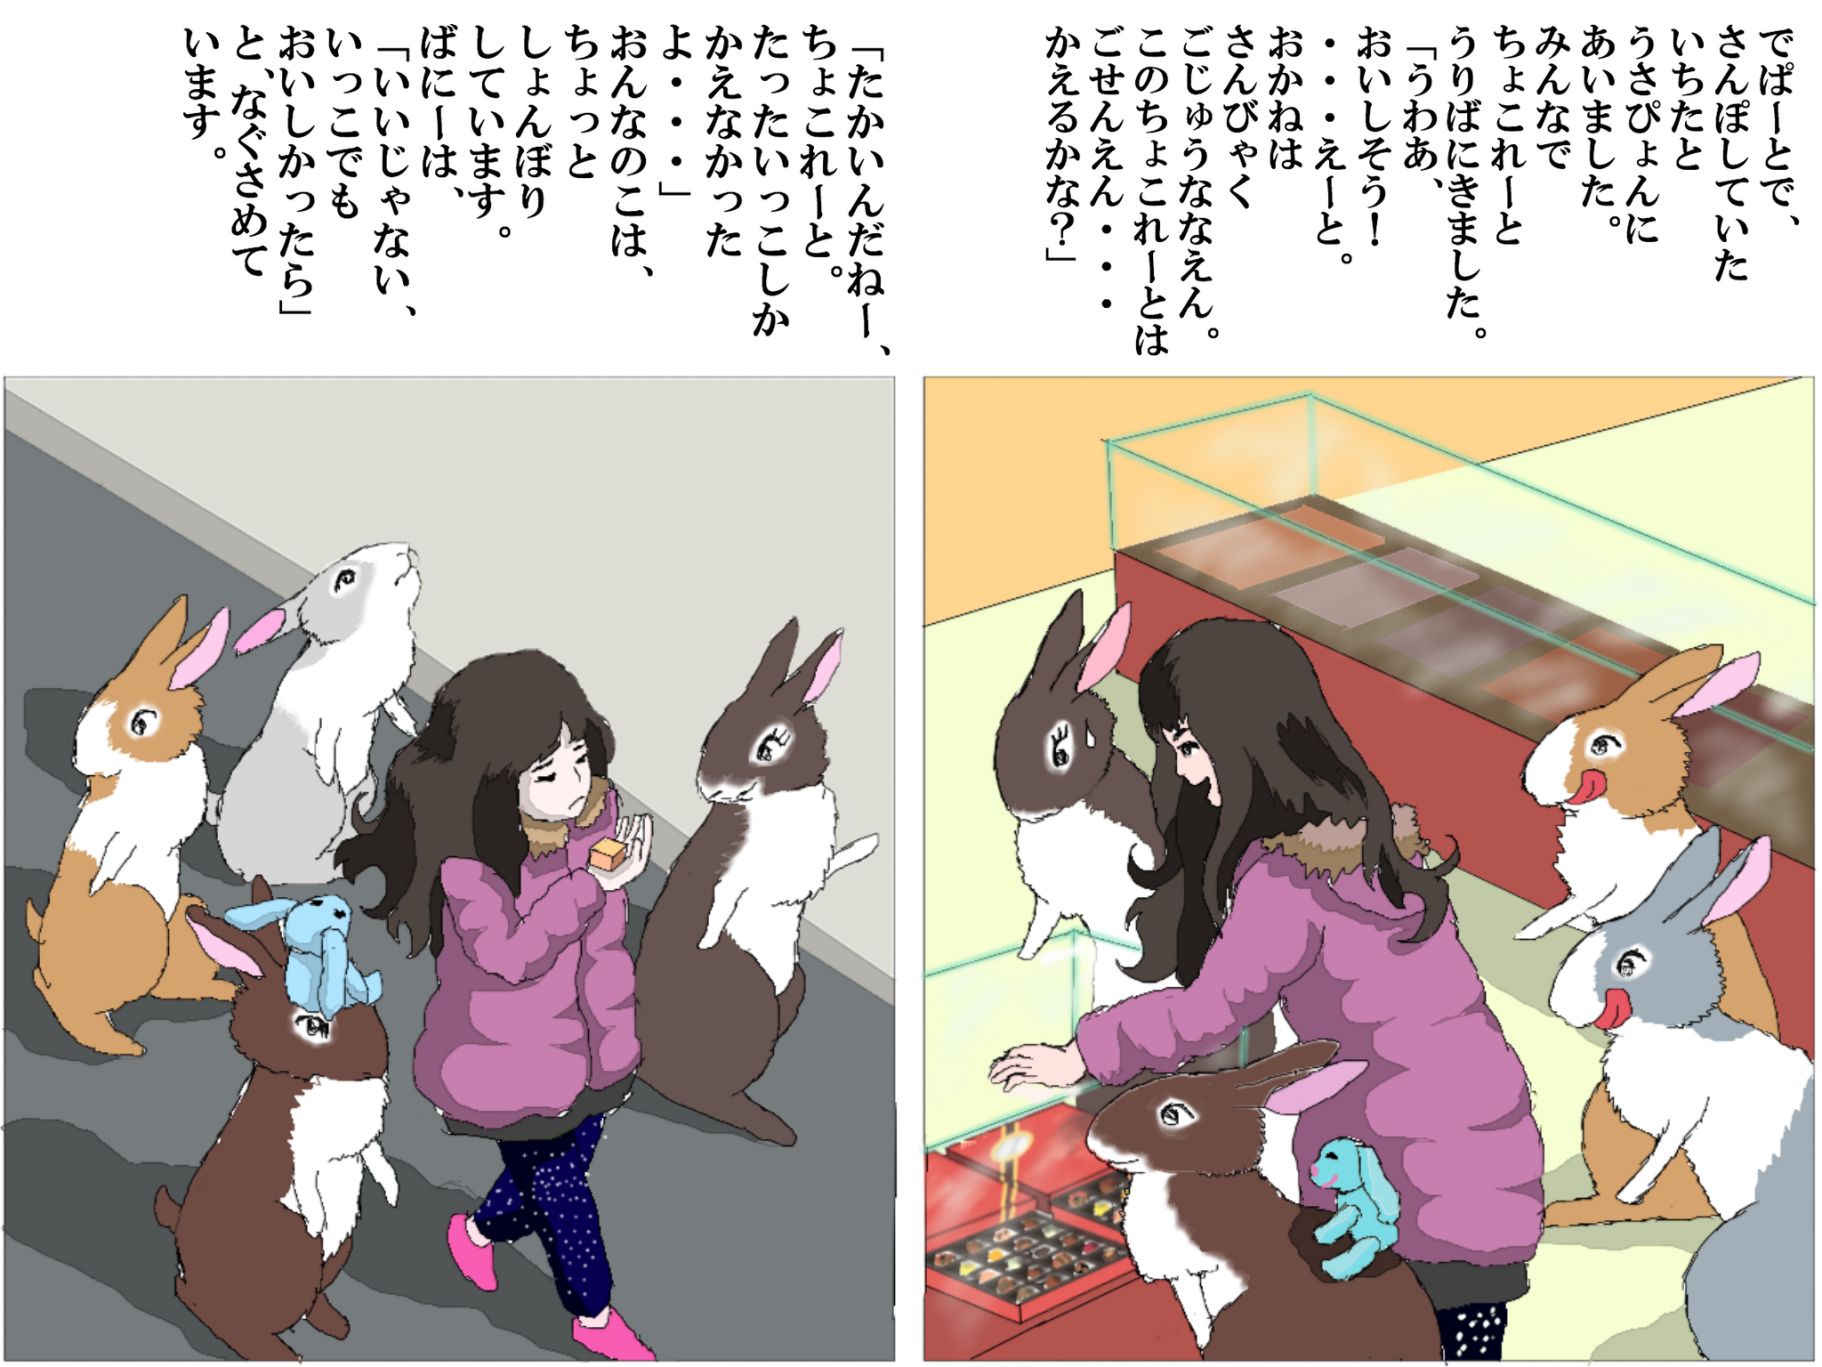 でぱーとで、
さんぽしていた
いちたと
うさぴょんに
あいました。
みんなで
ちょこれーと
うりばにきました。
「うわあ、
おいしそう!
・・・えーと。
おかねは
さんびゃく
ごじゅうななえん。
このちょこれーとは
ごせんえん・・・
かえるかな?」
「たかいんだねー、
ちょこれーと。
たったいっこしか
かえなかった
よ・・・」
おんなのこは、
ちょっと
しょんぼり
しています。
ばにーは、
「いいじゃない、
いっこでも
おいしかったら」
と、なぐさめて
います。